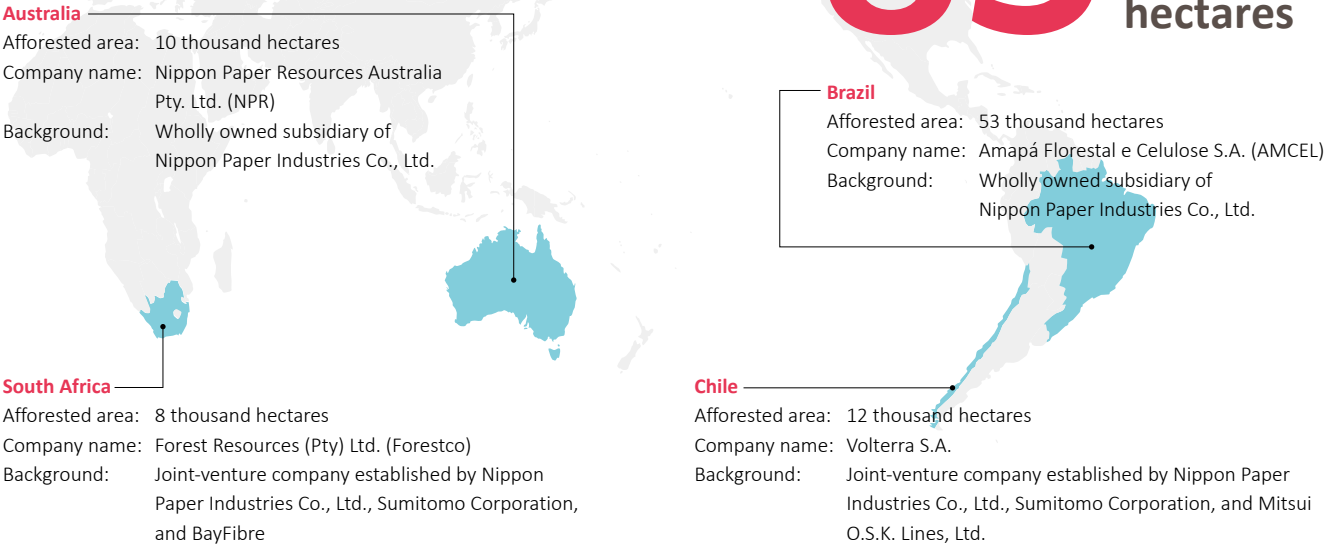 hectares
Australia
Afforested area: 10 thousand hectares
Company name: Nippon Paper Resources Australia
Pty. Ltd. (NPR)
Background: Wholly owned subsidiary of
Nippon Paper Industries Co., Ltd.
Brazil
Afforested area: 53 thousand hectares
Company name: Amapá Florestal e Celulose S.A. (AMCEL)
Background: Wholly owned subsidiary of
Nippon Paper Industries Co., Ltd.
South Africa
Afforested area: 8 thousand hectares
Company name: Forest Resources (Pty) Ltd. (Forestco)
Background: Joint-venture company established by Nippon
Paper Industries Co., Ltd., Sumitomo Corporation,
and BayFibre
Chile
Afforested area: 12 thousand hectares
Company name: Volterra S.A.
Background: Joint-venture company established by Nippon Paper
Industries Co., Ltd., Sumitomo Corporation, and Mitsui
O.S.K. Lines, Ltd.